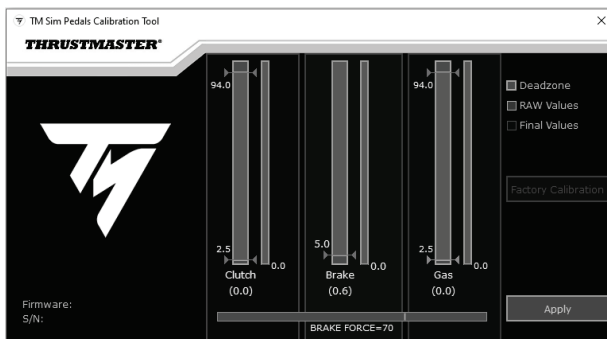 TM Sim Pedals Calibration Tool
THRUSTMASTER®
94.0
94.0
Deadzone
RAW Values
Final Values
Factory Calibration
2.5
5.0
2.5
0.0
0.0
0.0
Clutch
Brake
Gas
(0.0)
(0.6)
(0.0)
Firmware:
S/N:
BRAKE FORCE=70
Apply